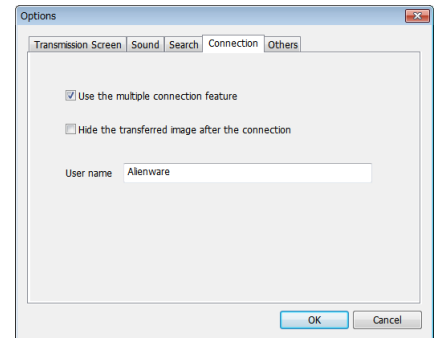 Options
Transmission Screen Sound Search Connection Others
Use the multiple connection feature
Hide the transferred image after the connection
User name Alienware
OK Cancel